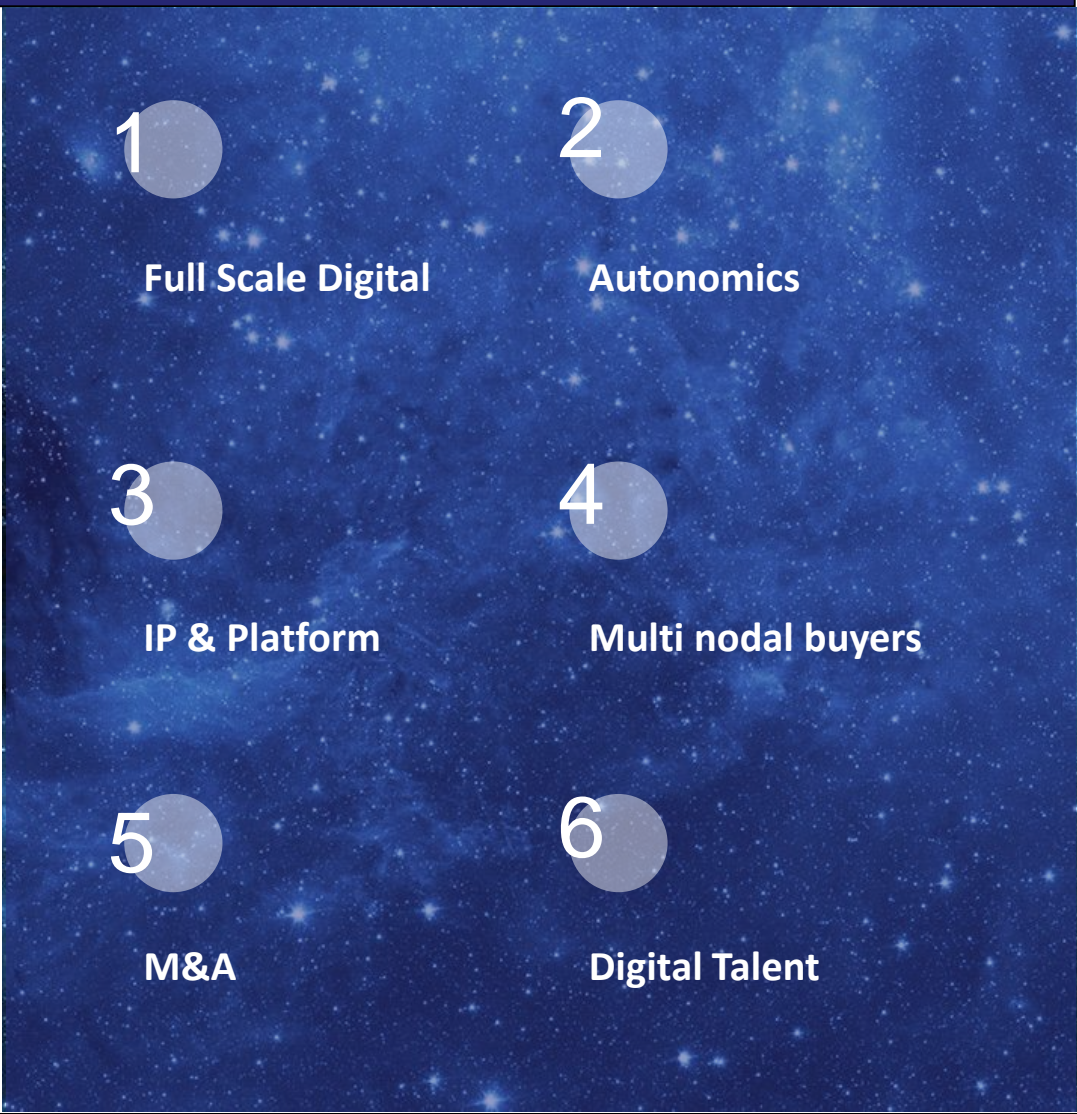 1
Full Scale Digital
2
Autonomics
3
IP & Platform
4
Multi nodal buyers
5
M&A
6
Digital Talent